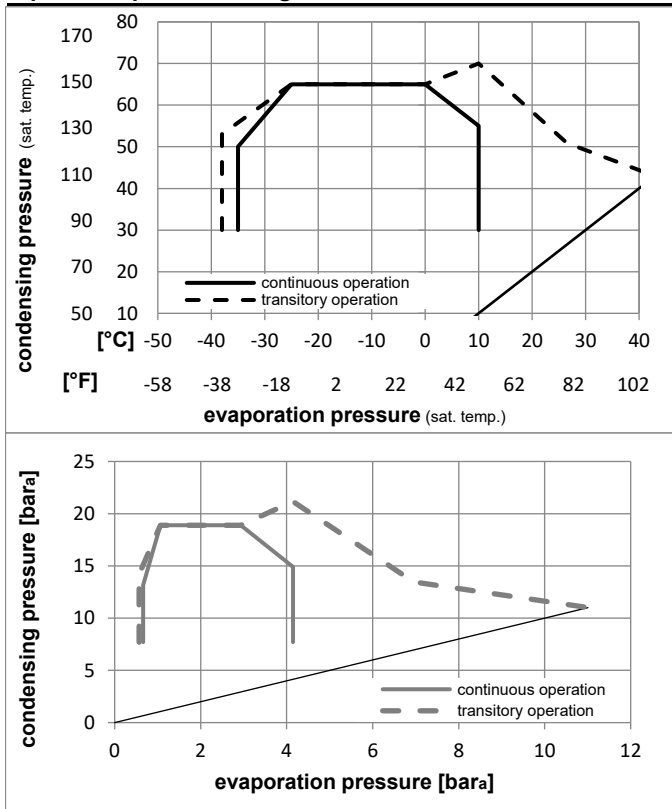 condensing pressure (sat. temp.)
170
150
130
110
90
70
50
80
70
60
50
40
30
20
10
continuous operation
transitory operation
[°C] -50 -40 -30 -20 -10 0 10 20 30 40
[°F] -58 -38 -18 2 22 42 62 82 102
evaporation pressure (sat. temp.)
condensing pressure [bara]
25
20
15
10
5
0
continuous operation
transitory operation
0 2 4 6 8 10 12
evaporation pressure [bara]